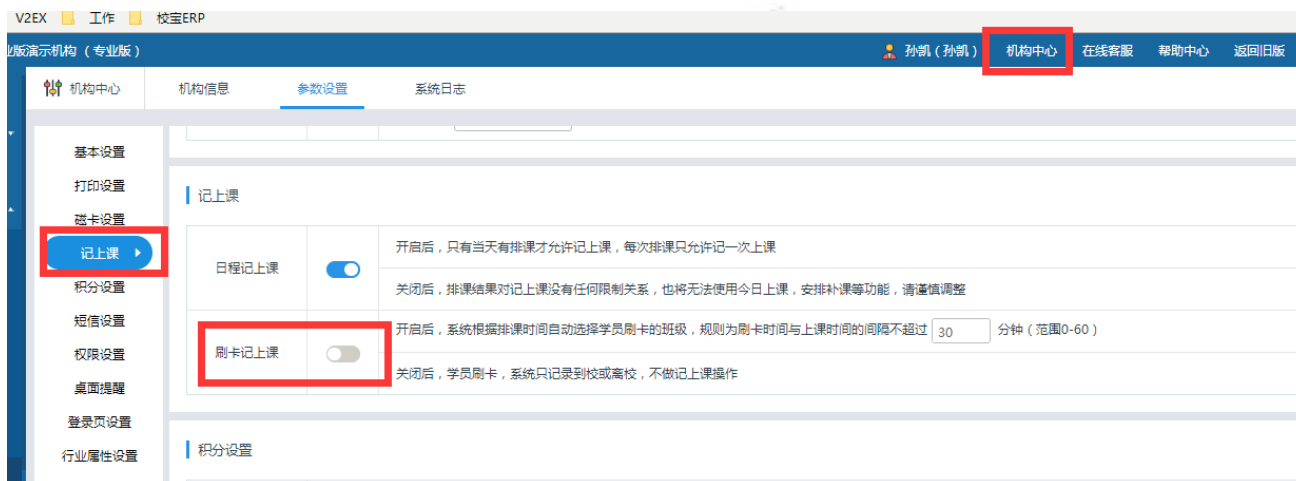 V2EX 工作 校宝ERP
业版演示机构（专业版） 孙凯(孙凯) 机构中心 在线客服 帮助中心 返回旧版
机构中心 机构信息 参数设置 系统日志
基本设置
打印设置
磁卡设置
记上课
积分设置
短信设置
权限设置
桌面提醒
登录页设置
行业属性设置
记上课
日程记上课
开启后，只有当天有排课才允许记上课，每次排课只允许记一次上课
关闭后，排课结果对记上课没有任何限制关系，也将无法使用今日上课，安排补课等功能，请谨慎调整
刷卡记上课
开启后，系统根据排课时间自动选择学员刷卡的班级，规则为刷卡时间与上课时间的间隔不超过 30 分钟（范围0-60）
关闭后，学员刷卡，系统只记录到校或离校，不做记上课操作
积分设置